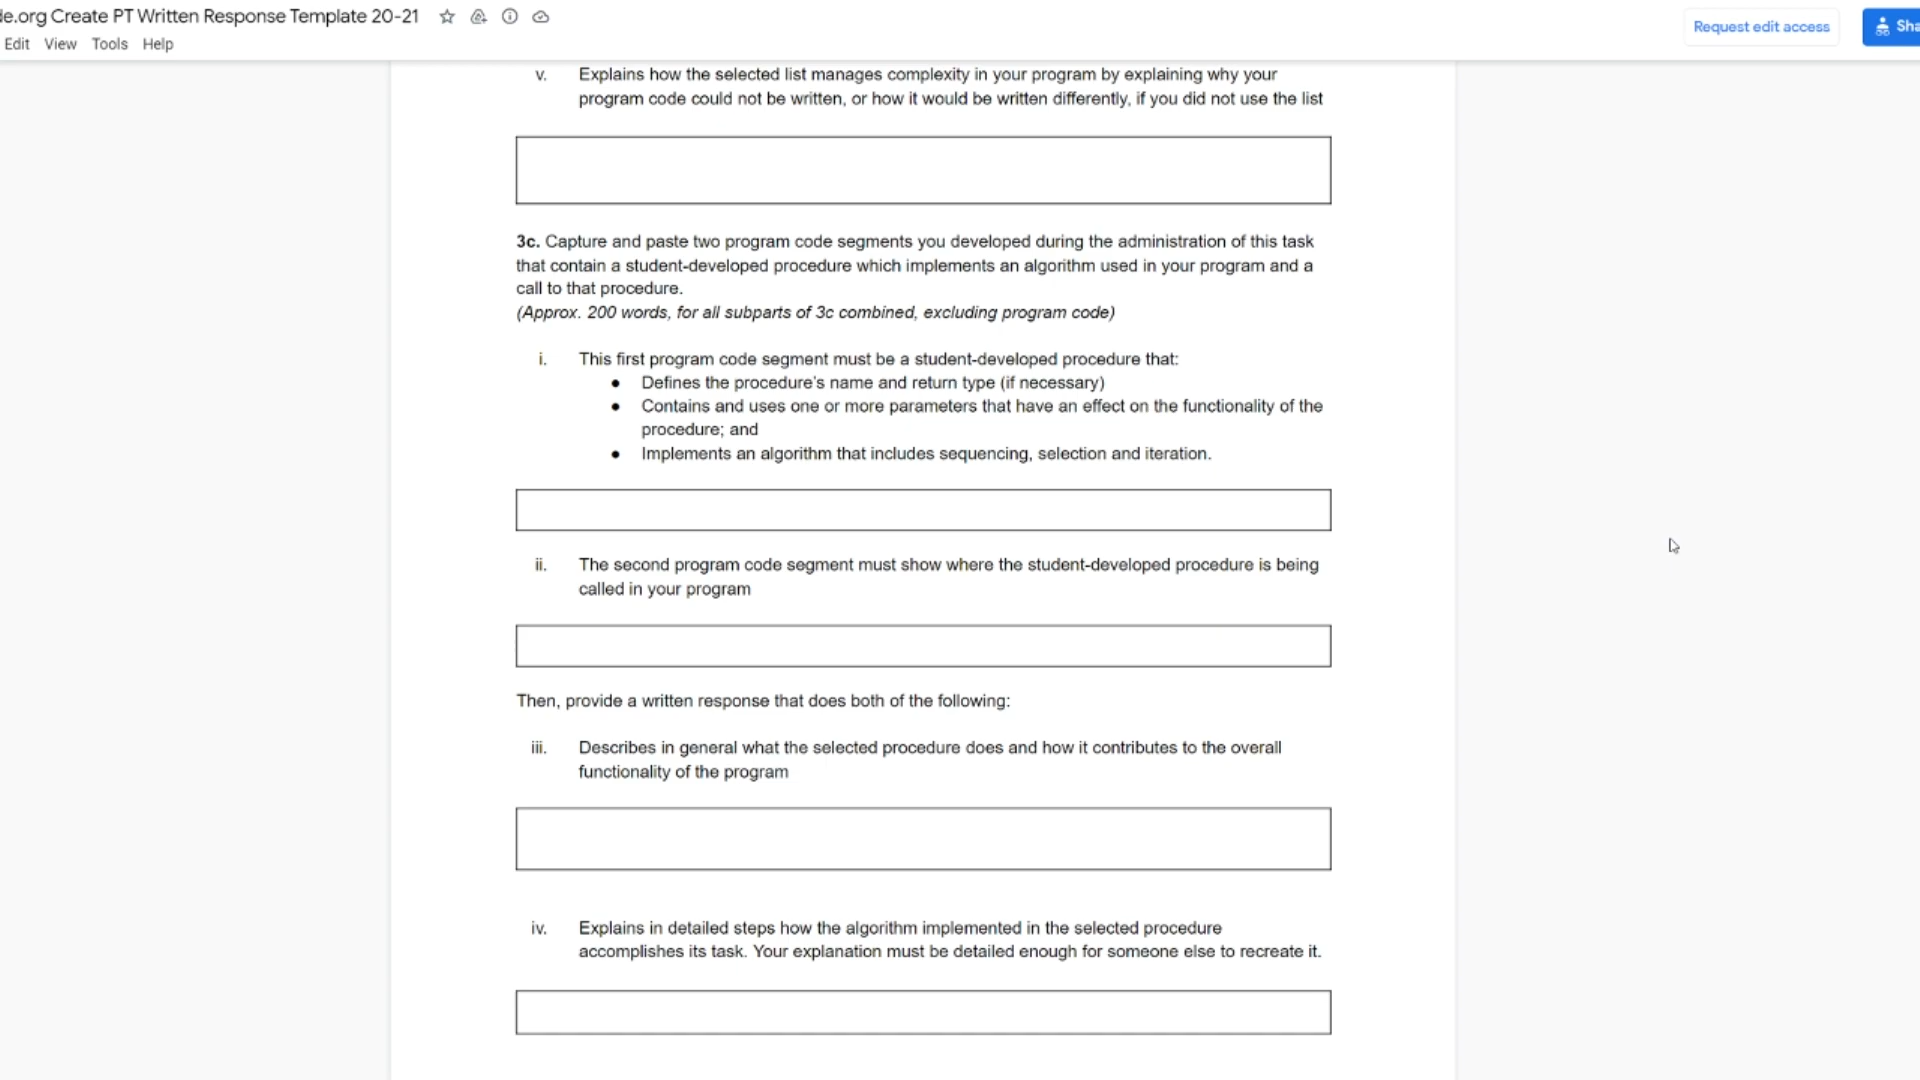 de.org Create PT Written Response Template 20-21
Request edit access
Sha
Edit View Tools Help
v. Explains how the selected list manages complexity in your program by explaining why your
program code could not be written, or how it would be written differently, if you did not use the list
3c. Capture and paste two program code segments you developed during the administration of this task
that contain a student-developed procedure which implements an algorithm used in your program and a
call to that procedure.
(Approx. 200 words, for all subparts of 3c combined, excluding program code)
i. This first program code segment must be a student-developed procedure that:
● Defines the procedure's name and return type (if necessary)
● Contains and uses one or more parameters that have an effect on the functionality of the
procedure; and
● Implements an algorithm that includes sequencing, selection and iteration.
ii. The second program code segment must show where the student-developed procedure is being
called in your program
Then, provide a written response that does both of the following:
iii. Describes in general what the selected procedure does and how it contributes to the overall
functionality of the program
iv. Explains in detailed steps how the algorithm implemented in the selected procedure
accomplishes its task. Your explanation must be detailed enough for someone else to recreate it.